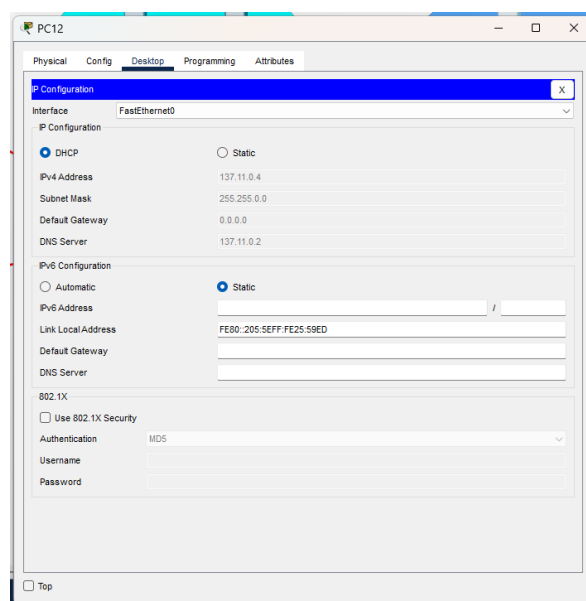 PC12
Physical Config Desktop Programming Attributes
IP Configuration X
Interface FastEthernet0
IP Configuration
DHCP Static
IPv4 Address 137.11.0.4
Subnet Mask 255.255.0.0
Default Gateway 0.0.0.0
DNS Server 137.11.0.2
IPv6 Configuration
Automatic Static
IPv6 Address /
Link Local Address FE80::205:5EFF:FE25:59ED
Default Gateway
DNS Server
802.1X
Use 802.1X Security
Authentication MD5
Username
Password
Top